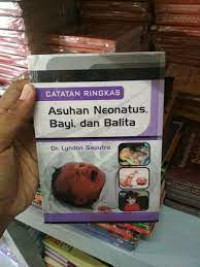 CATATAN RINGKAS
Asuhan Neonatus,
Bayi, dan Balita
Dr. Lyndon Saputra